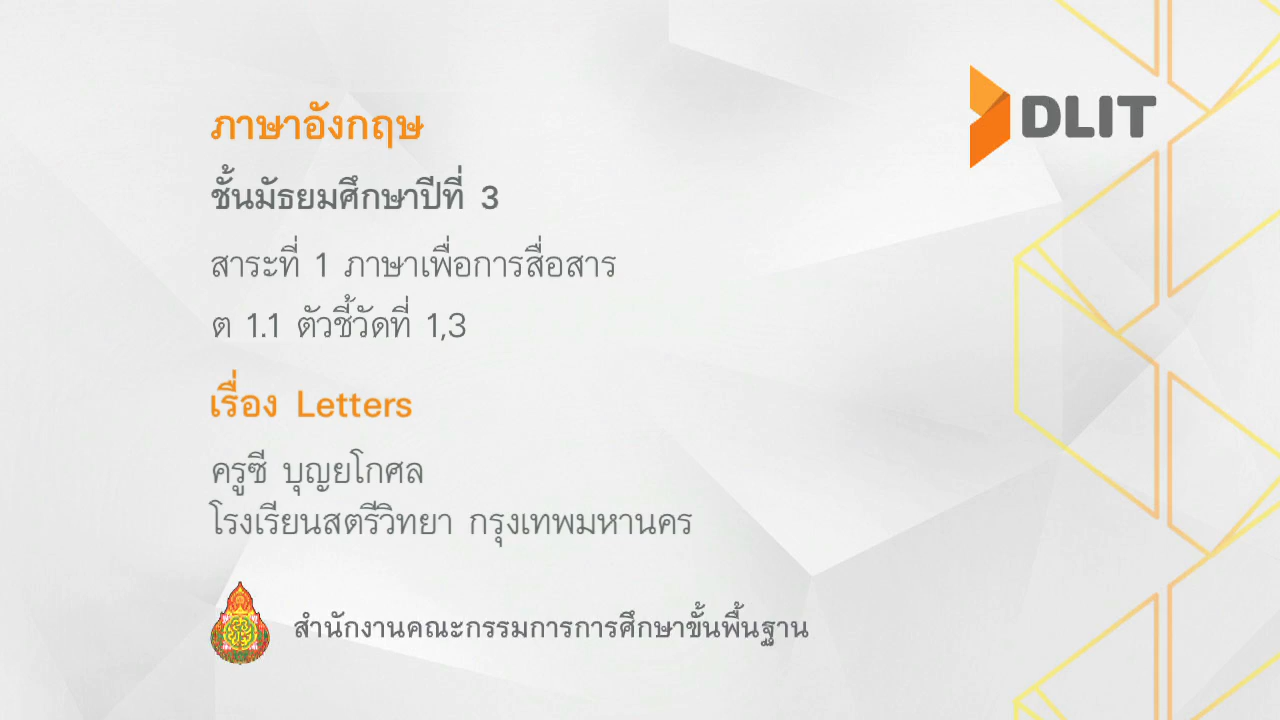 ภาษาอังกฤษ
DLIT
ชั้นมัธยมศึกษาปีที่ 3
สาระที่ 1 ภาษาเพื่อการสื่อสาร
ต 1.1 ตัวชี้วัดที่ 1,3
เรื่อง Letters
ครูซี บุญยโกศล
โรงเรียนสตรีวิทยา กรุงเทพมหานคร
สำนักงานคณะกรรมการการศึกษาขั้นพื้นฐาน